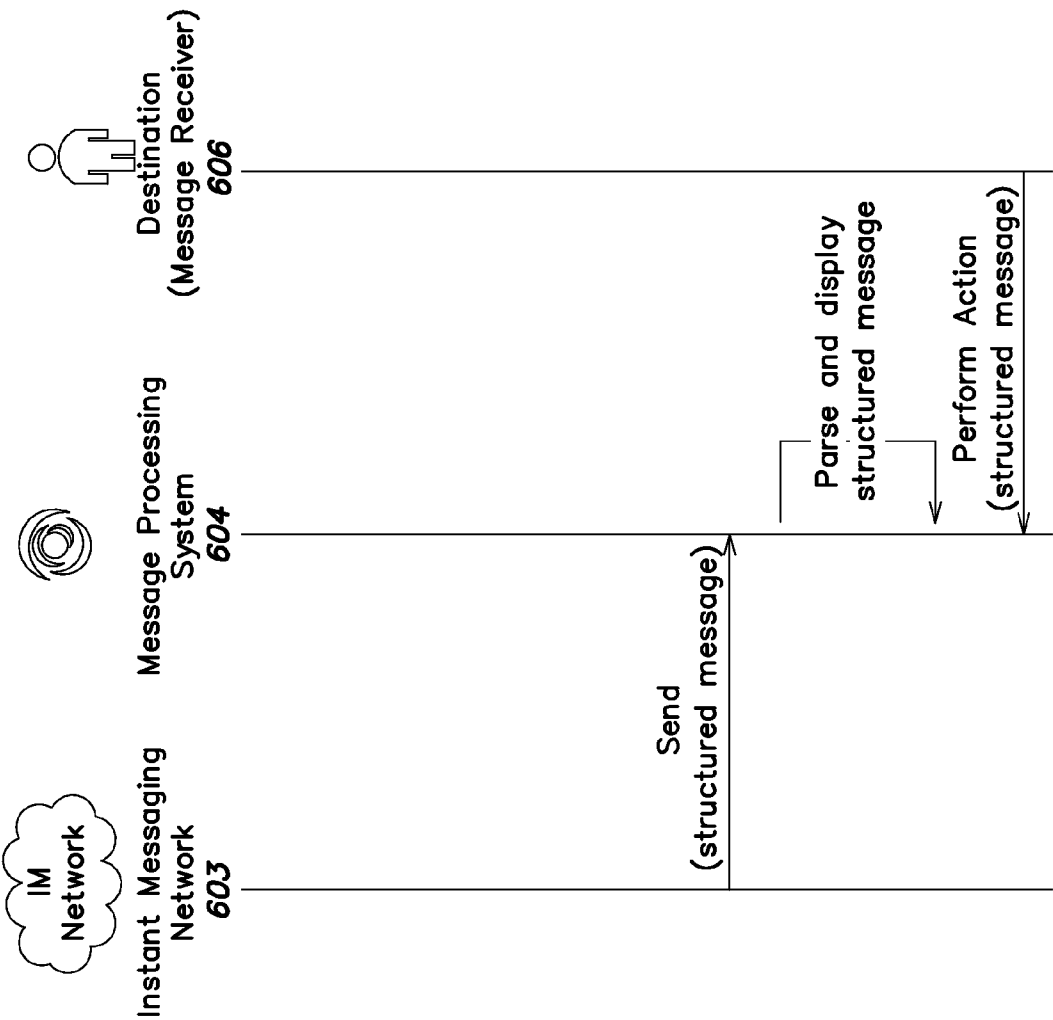 IM
Network
Instant Messaging
Network
603
Message Processing
System
604
Destination
(Message Receiver)
606
Send
(structured message)
Parse and display
structured message
Perform Action
(structured message)